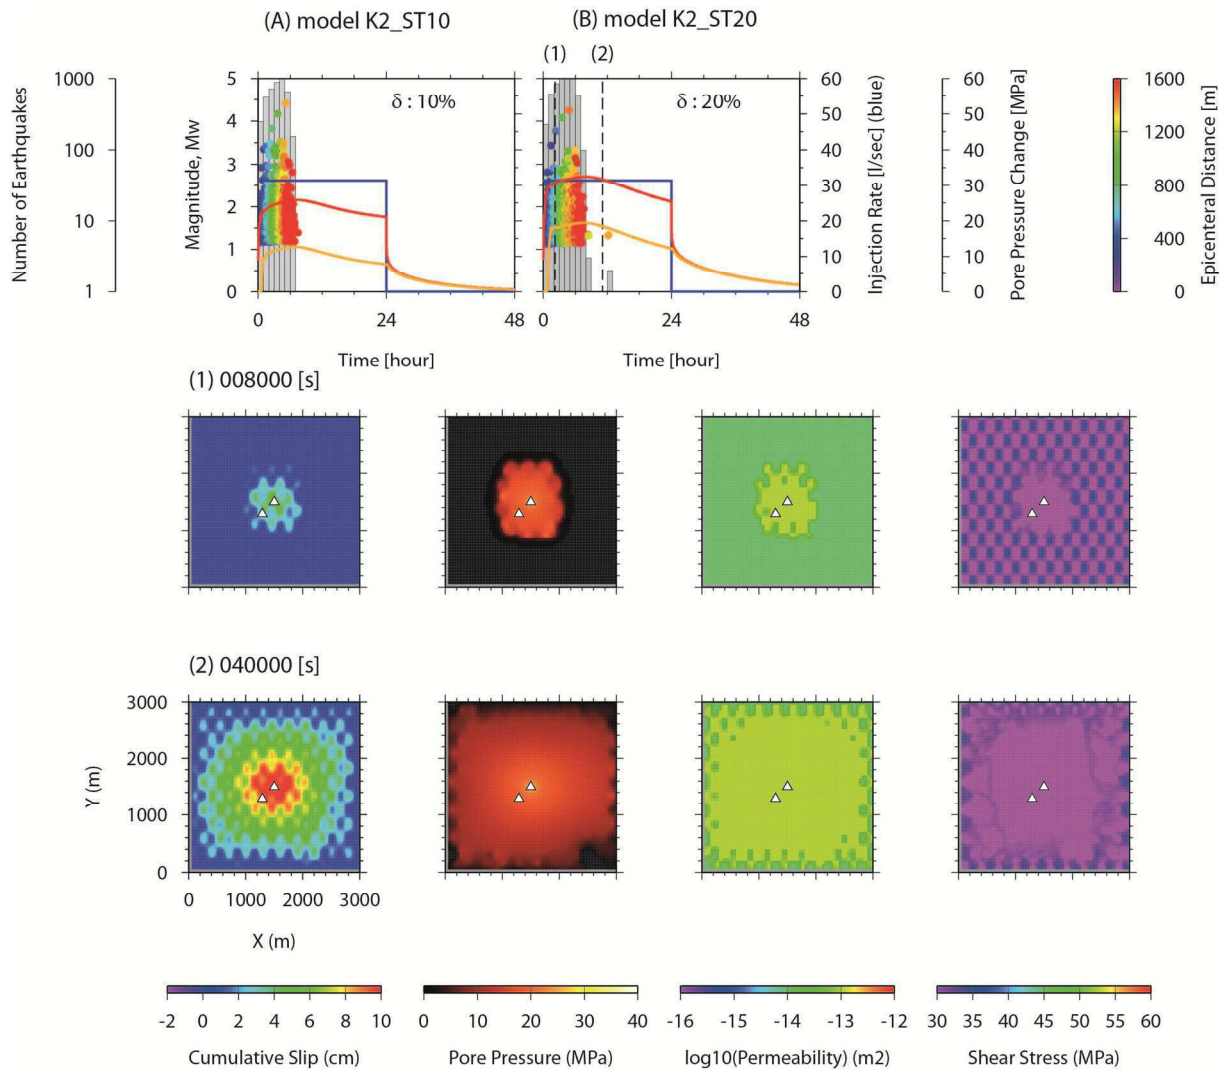 (A) model K2_ST10
(B) model K2_ST20
(1) (2)
Number of Earthquakes
1000
100
10
1
Magnitude, Mw
5
4
3
2
1
0
δ : 10%
δ : 20%
60
50
40
30
20
10
0
Injection Rate [l/sec] (blue)
60
50
40
30
20
10
0
Pore Pressure Change [MPa]
1600
1200
800
400
0
Epicenteral Distance [m]
0 24 48
0 24 48
Time [hour]
Time [hour]
(1) 008000 [s]
(2) 040000 [s]
Y (m)
3000
2000
1000
0
0 1000 2000 3000
X (m)
-2 0 2 4 6 8 10
Cumulative Slip (cm)
0 10 20 30 40
Pore Pressure (MPa)
-16 -15 -14 -13 -12
log10(Permeability) (m2)
30 35 40 45 50 55 60
Shear Stress (MPa)